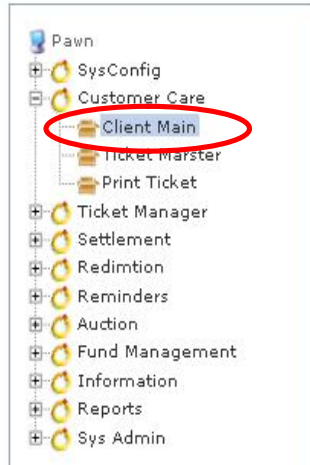 Pawn
SysConfig
Customer Care
Client Main
Ticket Marster
Print Ticket
Ticket Manager
Settlement
Redimtion
Reminders
Auction
Fund Management
Information
Reports
Sys Admin